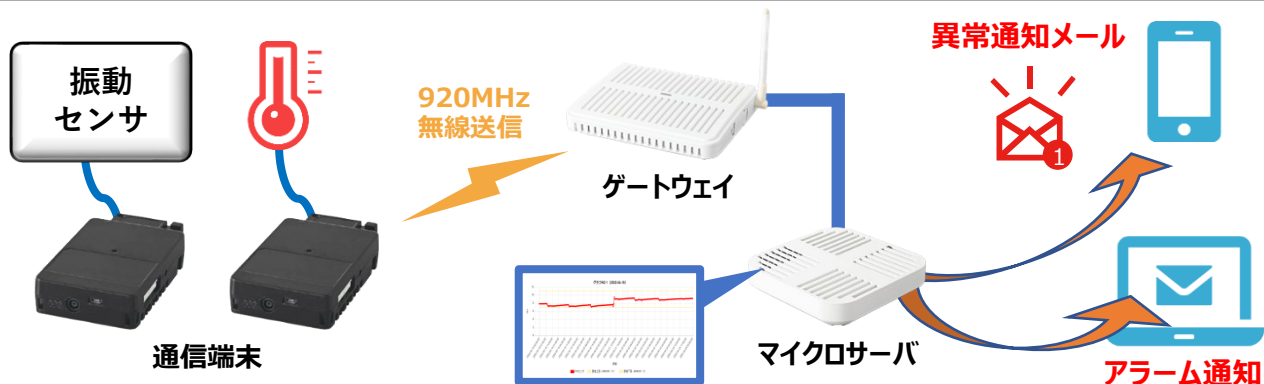 振動
センサ
通信端末
920MHz
無線送信
ゲートウェイ
マイクロサーバ
異常通知メール
1
アラーム通知